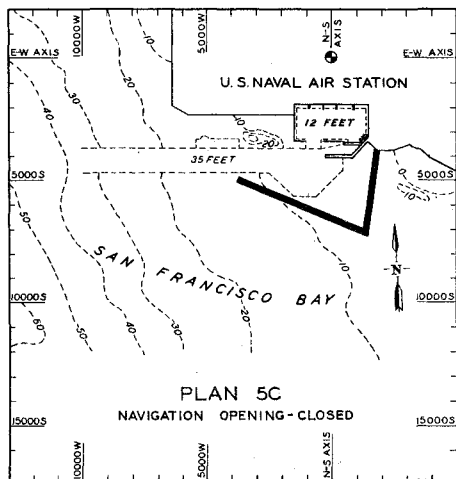 10000W
5000W
N-S
AXIS
E-W AXIS
E-W AXIS
U.S. NAVAL AIR STATION
10
20
30
40
50
10
20
12 FEET
35 FEET
0
10
5000S
5000S
N
SAN FRANCISCO BAY
10
10000S
10000S
60
50
40
30
20
PLAN 5C
NAVIGATION OPENING-CLOSED
15000S
15000S
10000W
5000W
N-S
AXIS